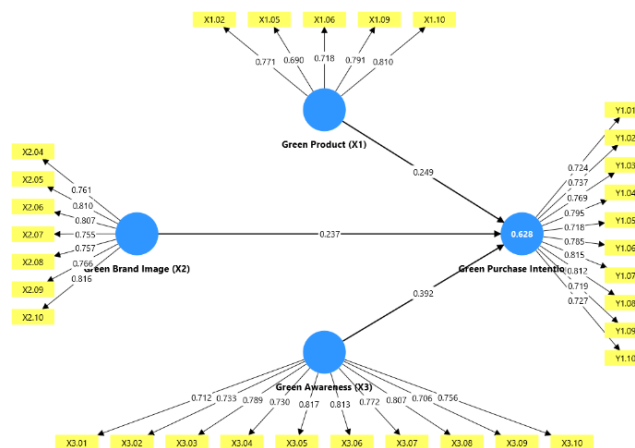 X1.02 X1.05 X1.06 X1.09 X1.10
0.771 0.690 0.718 0.791 0.810
Green Product (X1)
X2.04
X2.05
X2.06
X2.07
X2.08
X2.09
X2.10
0.761
0.810
0.807
0.755
0.757
0.766
0.816
Green Brand Image (X2)
0.249
0.237
0.392
0.628
Green Purchase Intentio
Y1.01
Y1.02
Y1.03
Y1.04
Y1.05
Y1.06
Y1.07
Y1.08
Y1.09
Y1.10
0.724
0.737
0.769
0.795
0.718
0.785
0.815
0.812
0.719
0.727
Green Awareness (X3)
0.712 0.733 0.789 0.730 0.817 0.813 0.772 0.807 0.706 0.756
X3.01 X3.02 X3.03 X3.04 X3.05 X3.06 X3.07 X3.08 X3.09 X3.10